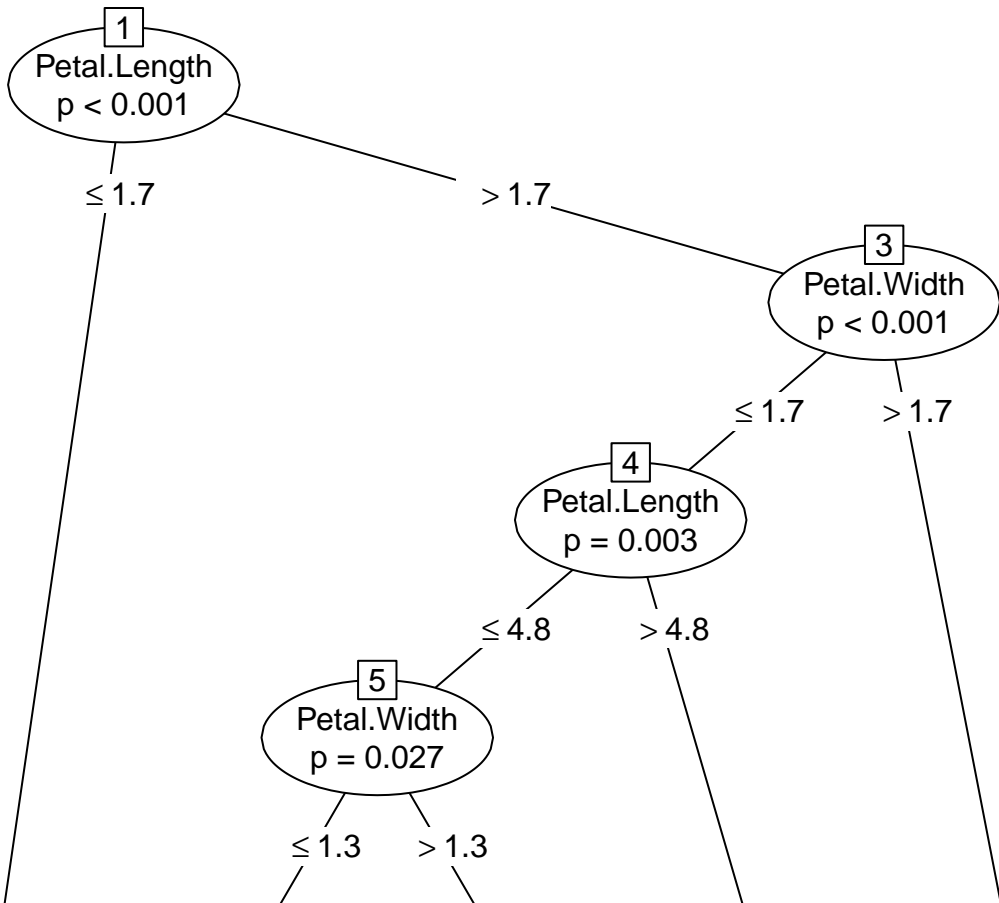 1
Petal.Length
p < 0.001
≤ 1.7
> 1.7
3
Petal.Width
p < 0.001
≤ 1.7
> 1.7
4
Petal.Length
p = 0.003
≤ 4.8
> 4.8
5
Petal.Width
p = 0.027
≤ 1.3
> 1.3